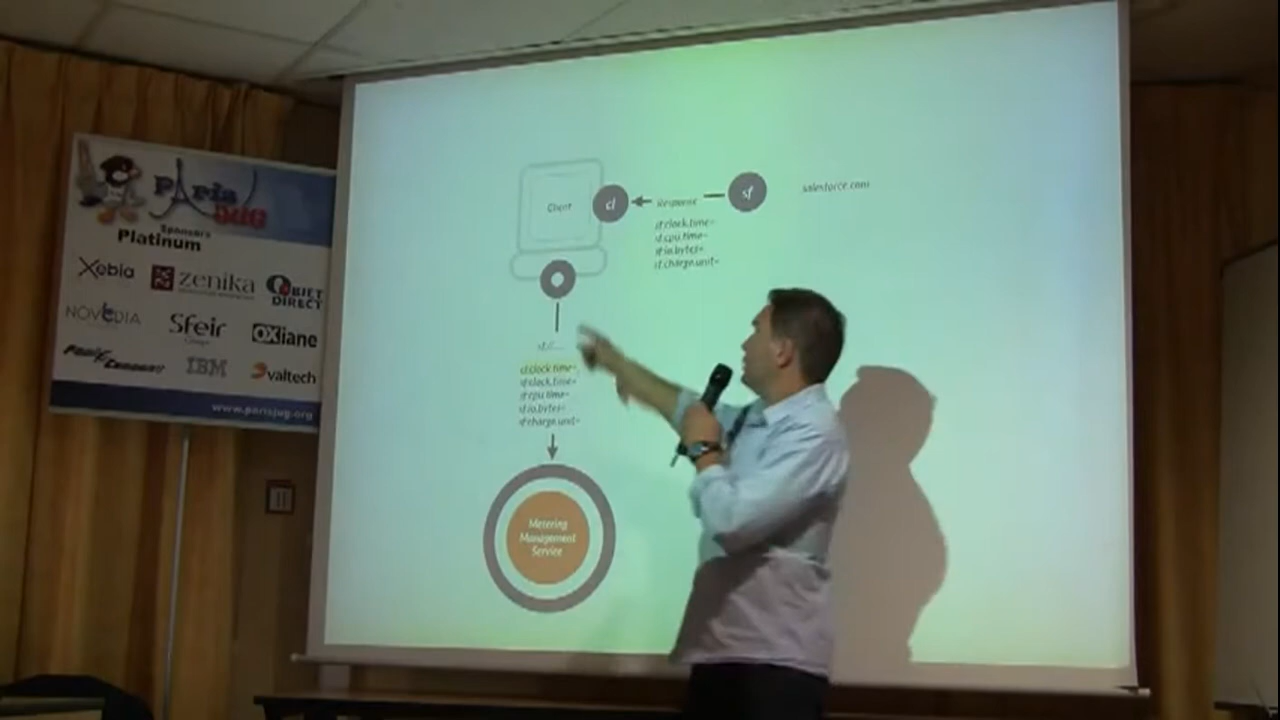 Paris
JUG
Sponsors
Platinum
Xebia
zenika
OBJET
DIRECT
NOVEDIA
Sfeir
OXiane
IBM
valtech
www.parisjug.org
Client
cl
Response
sf
salesforce.com
sf:clock.time=
sf:cpu.time=
sf:io.bytes=
sf:charge.unit=
cl:clock.time=
sf:clock.time=
sf:cpu.time=
sf:io.bytes=
sf:charge.unit=
Metering
Management
Service